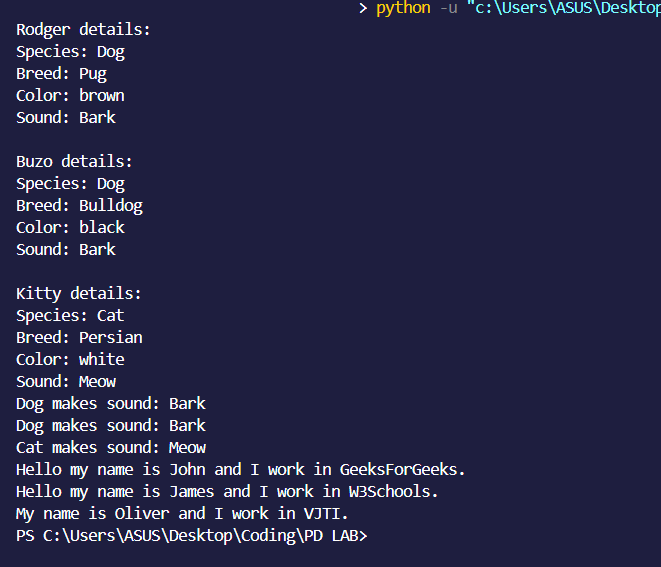 > python -u "c:\Users\ASUS\Desktop
Rodger details:
Species: Dog
Breed: Pug
Color: brown
Sound: Bark
Buzo details:
Species: Dog
Breed: Bulldog
Color: black
Sound: Bark
Kitty details:
Species: Cat
Breed: Persian
Color: white
Sound: Meow
Dog makes sound: Bark
Dog makes sound: Bark
Cat makes sound: Meow
Hello my name is John and I work in GeeksForGeeks.
Hello my name is James and I work in W3Schools.
My name is Oliver and I work in VJTI.
PS C:\Users\ASUS\Desktop\Coding\PD LAB>